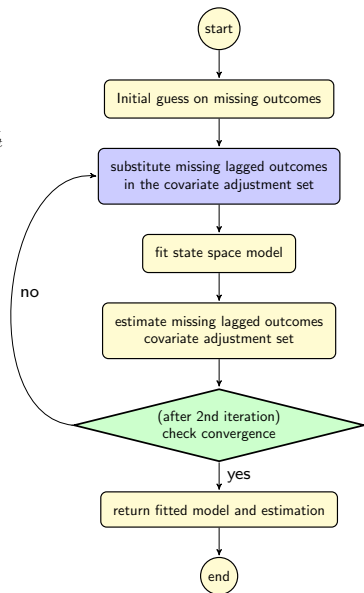 start
Initial guess on missing outcomes
substitute missing lagged outcomes
in the covariate adjustment set
fit state space model
no
estimate missing lagged outcomes
covariate adjustment set
(after 2nd iteration)
check convergence
yes
return fitted model and estimation
end